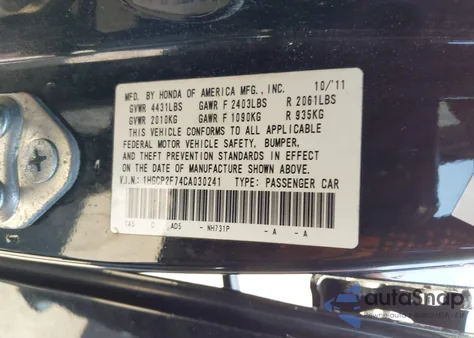 MFD. BY HONDA OF AMERICA MFG., INC. 10/'11
GVWR 4431LBS GAWR F 2403LBS R 2061LBS
GVWR 2010KG GAWR F 1090KG R 935KG
THIS VEHICLE CONFORMS TO ALL APPLICABLE
FEDERAL MOTOR VEHICLE SAFETY, BUMPER,
AND THEFT PREVENTION STANDARDS IN EFFECT
ON THE DATE OF MANUFACTURE SHOWN ABOVE.
V.I.N.: 1HGCP2F74CA030241 TYPE: PASSENGER CAR
TA5 C AD5 - NH731P - A - A
autoSnap